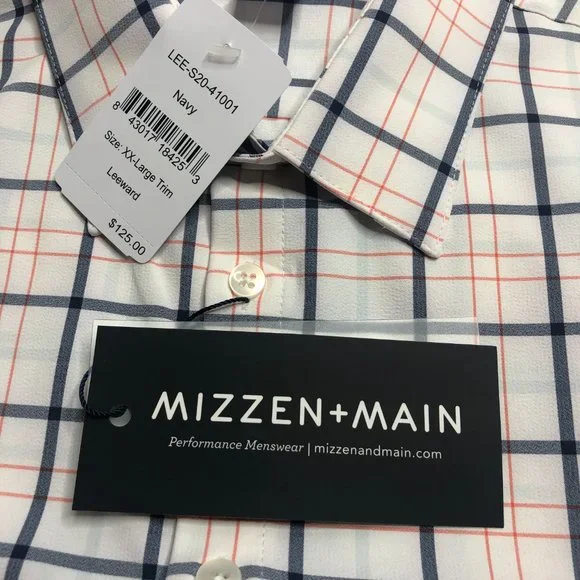 LEE-S20-41001
Navy
8 43017 18425 3
Size: XX-Large Trim
Leeward
$125.00
MIZZEN+MAIN
Performance Menswear | mizzenandmain.com